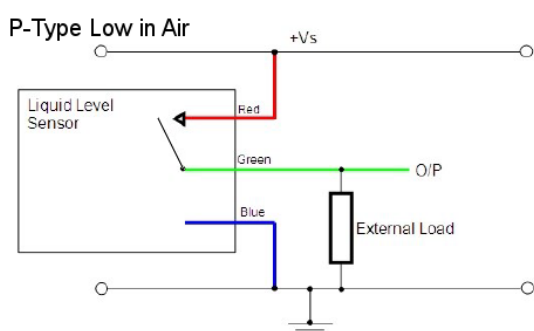 P-Type Low in Air
+Vs
Liquid Level
Sensor
Red
Green
O/P
Blue
External Load